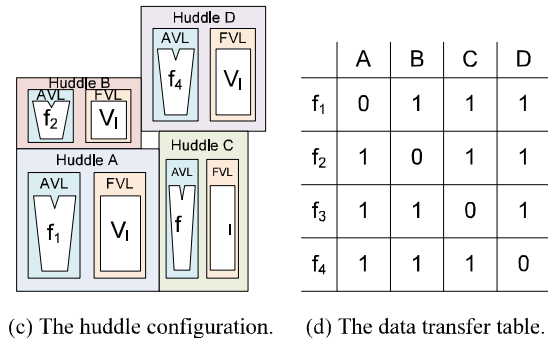 Huddle D
AVL FVL
f4 VI
Huddle B
AVL FVL
f2 VI
Huddle A
AVL FVL
f1 VI
Huddle C
AVL FVL
f I
A B C D
f1 0 1 1 1
f2 1 0 1 1
f3 1 1 0 1
f4 1 1 1 0
(c) The huddle configuration. (d) The data transfer table.